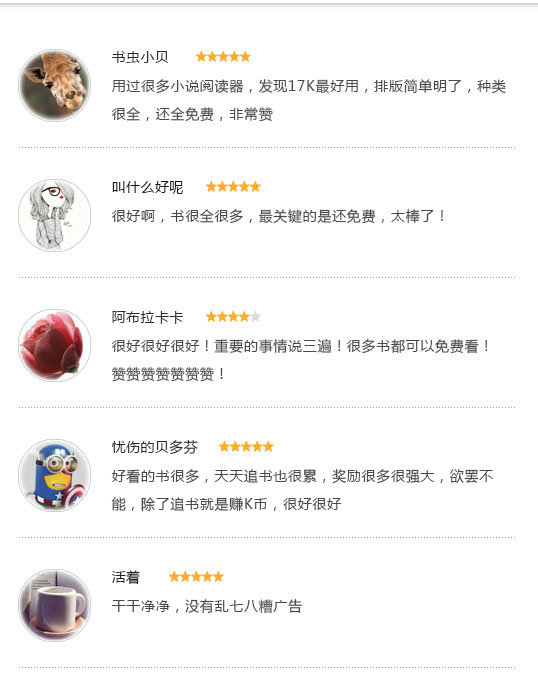 书虫小贝
用过很多小说阅读器，发现17K最好用，排版简单明了，种类
很全，还全免费，非常赞
叫什么好呢
很好啊，书很全很多，最关键的是还免费，太棒了！
阿布拉卡卡
很好很好很好！重要的事情说三遍！很多书都可以免费看！
赞赞赞赞赞赞赞！
忧伤的贝多芬
好看的书很多，天天追书也很累，奖励很多很强大，欲罢不
能，除了追书就是赚K币，很好很好
活着
干干净净，没有乱七八糟广告